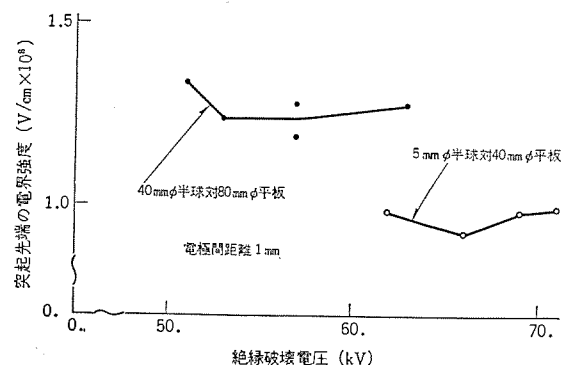 突起先端の電界強度 (V/cm×10⁸)
1.5
1.0
0.
0.
50.
60.
70.
40mmφ半球対80mmφ平板
5mmφ半球対40mmφ平板
電極間距離1mm
絶縁破壊電圧 (kV)